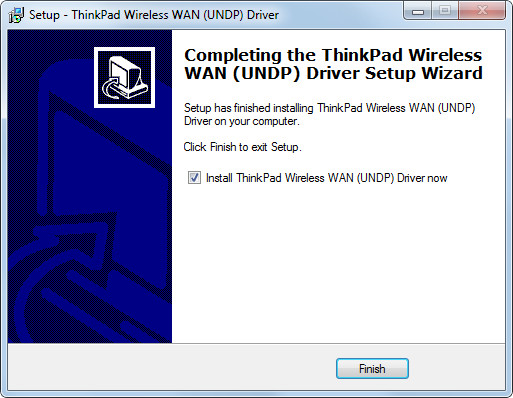 Setup - ThinkPad Wireless WAN (UNDP) Driver
Completing the ThinkPad Wireless
WAN (UNDP) Driver Setup Wizard
Setup has finished installing ThinkPad Wireless WAN (UNDP)
Driver on your computer.
Click Finish to exit Setup.
Install ThinkPad Wireless WAN (UNDP) Driver now
Finish